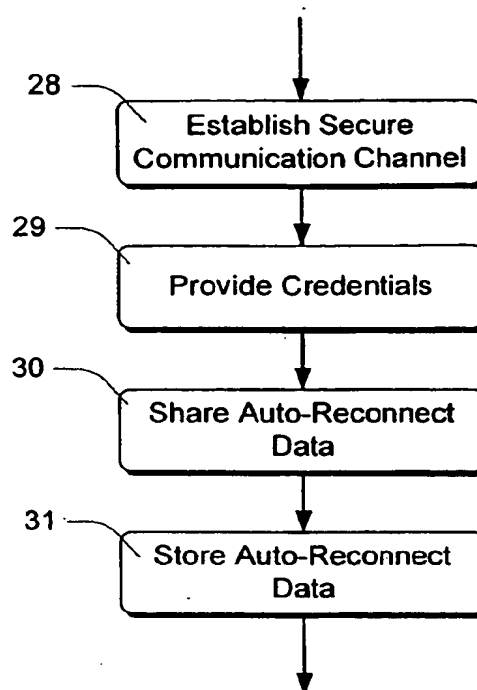 28
Establish Secure
Communication Channel
29
Provide Credentials
30
Share Auto-Reconnect
Data
31
Store Auto-Reconnect
Data